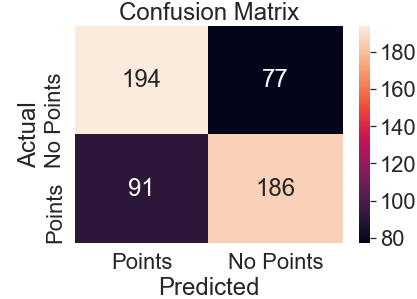 Confusion Matrix
Actual
No Points
Points
194 77
91 186
Points No Points
Predicted
180
160
140
120
100
80